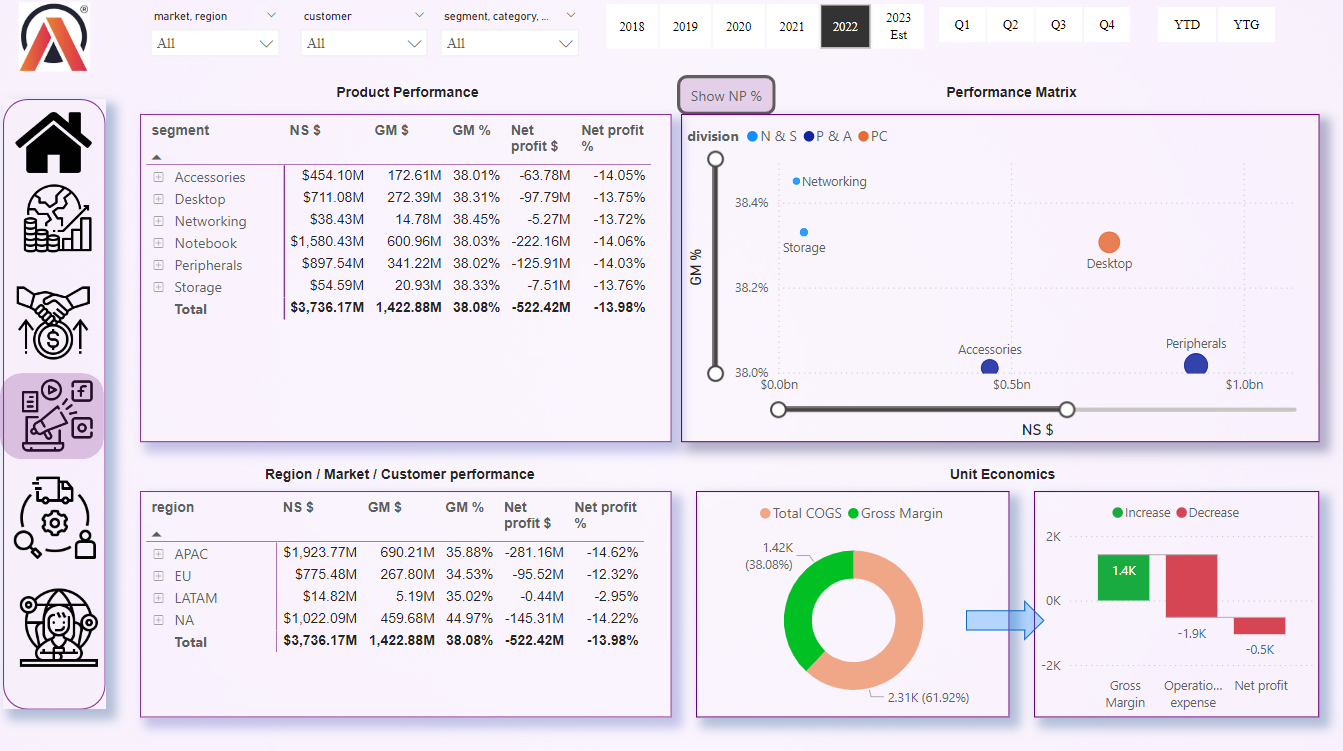 market, region
customer
segment, category, ...
All
All
All
2018
2019
2020
2021
2022
2023
Est
Q1
Q2
Q3
Q4
YTD
YTG
Product Performance
segment NS $ GM $ GM % Net profit $ Net profit %
Accessories $454.10M 172.61M 38.01% -63.78M -14.05%
Desktop $711.08M 272.39M 38.31% -97.79M -13.75%
Networking $38.43M 14.78M 38.45% -5.27M -13.72%
Notebook $1,580.43M 600.96M 38.03% -222.16M -14.06%
Peripherals $897.54M 341.22M 38.02% -125.91M -14.03%
Storage $54.59M 20.93M 38.33% -7.51M -13.76%
Total $3,736.17M 1,422.88M 38.08% -522.42M -13.98%
Show NP %
Performance Matrix
division N & S P & A PC
GM %
38.4%
38.2%
38.0%
Networking
Storage
Desktop
Accessories
Peripherals
$0.0bn $0.5bn $1.0bn
NS $
Region / Market / Customer performance
region NS $ GM $ GM % Net profit $ Net profit %
APAC $1,923.77M 690.21M 35.88% -281.16M -14.62%
EU $775.48M 267.80M 34.53% -95.52M -12.32%
LATAM $14.82M 5.19M 35.02% -0.44M -2.95%
NA $1,022.09M 459.68M 44.97% -145.31M -14.22%
Total $3,736.17M 1,422.88M 38.08% -522.42M -13.98%
Unit Economics
Total COGS Gross Margin
1.42K
(38.08%)
2.31K (61.92%)
Increase Decrease
2K
0K
-2K
1.4K
-1.9K
-0.5K
Gross
Margin
Operatio...
expense
Net profit